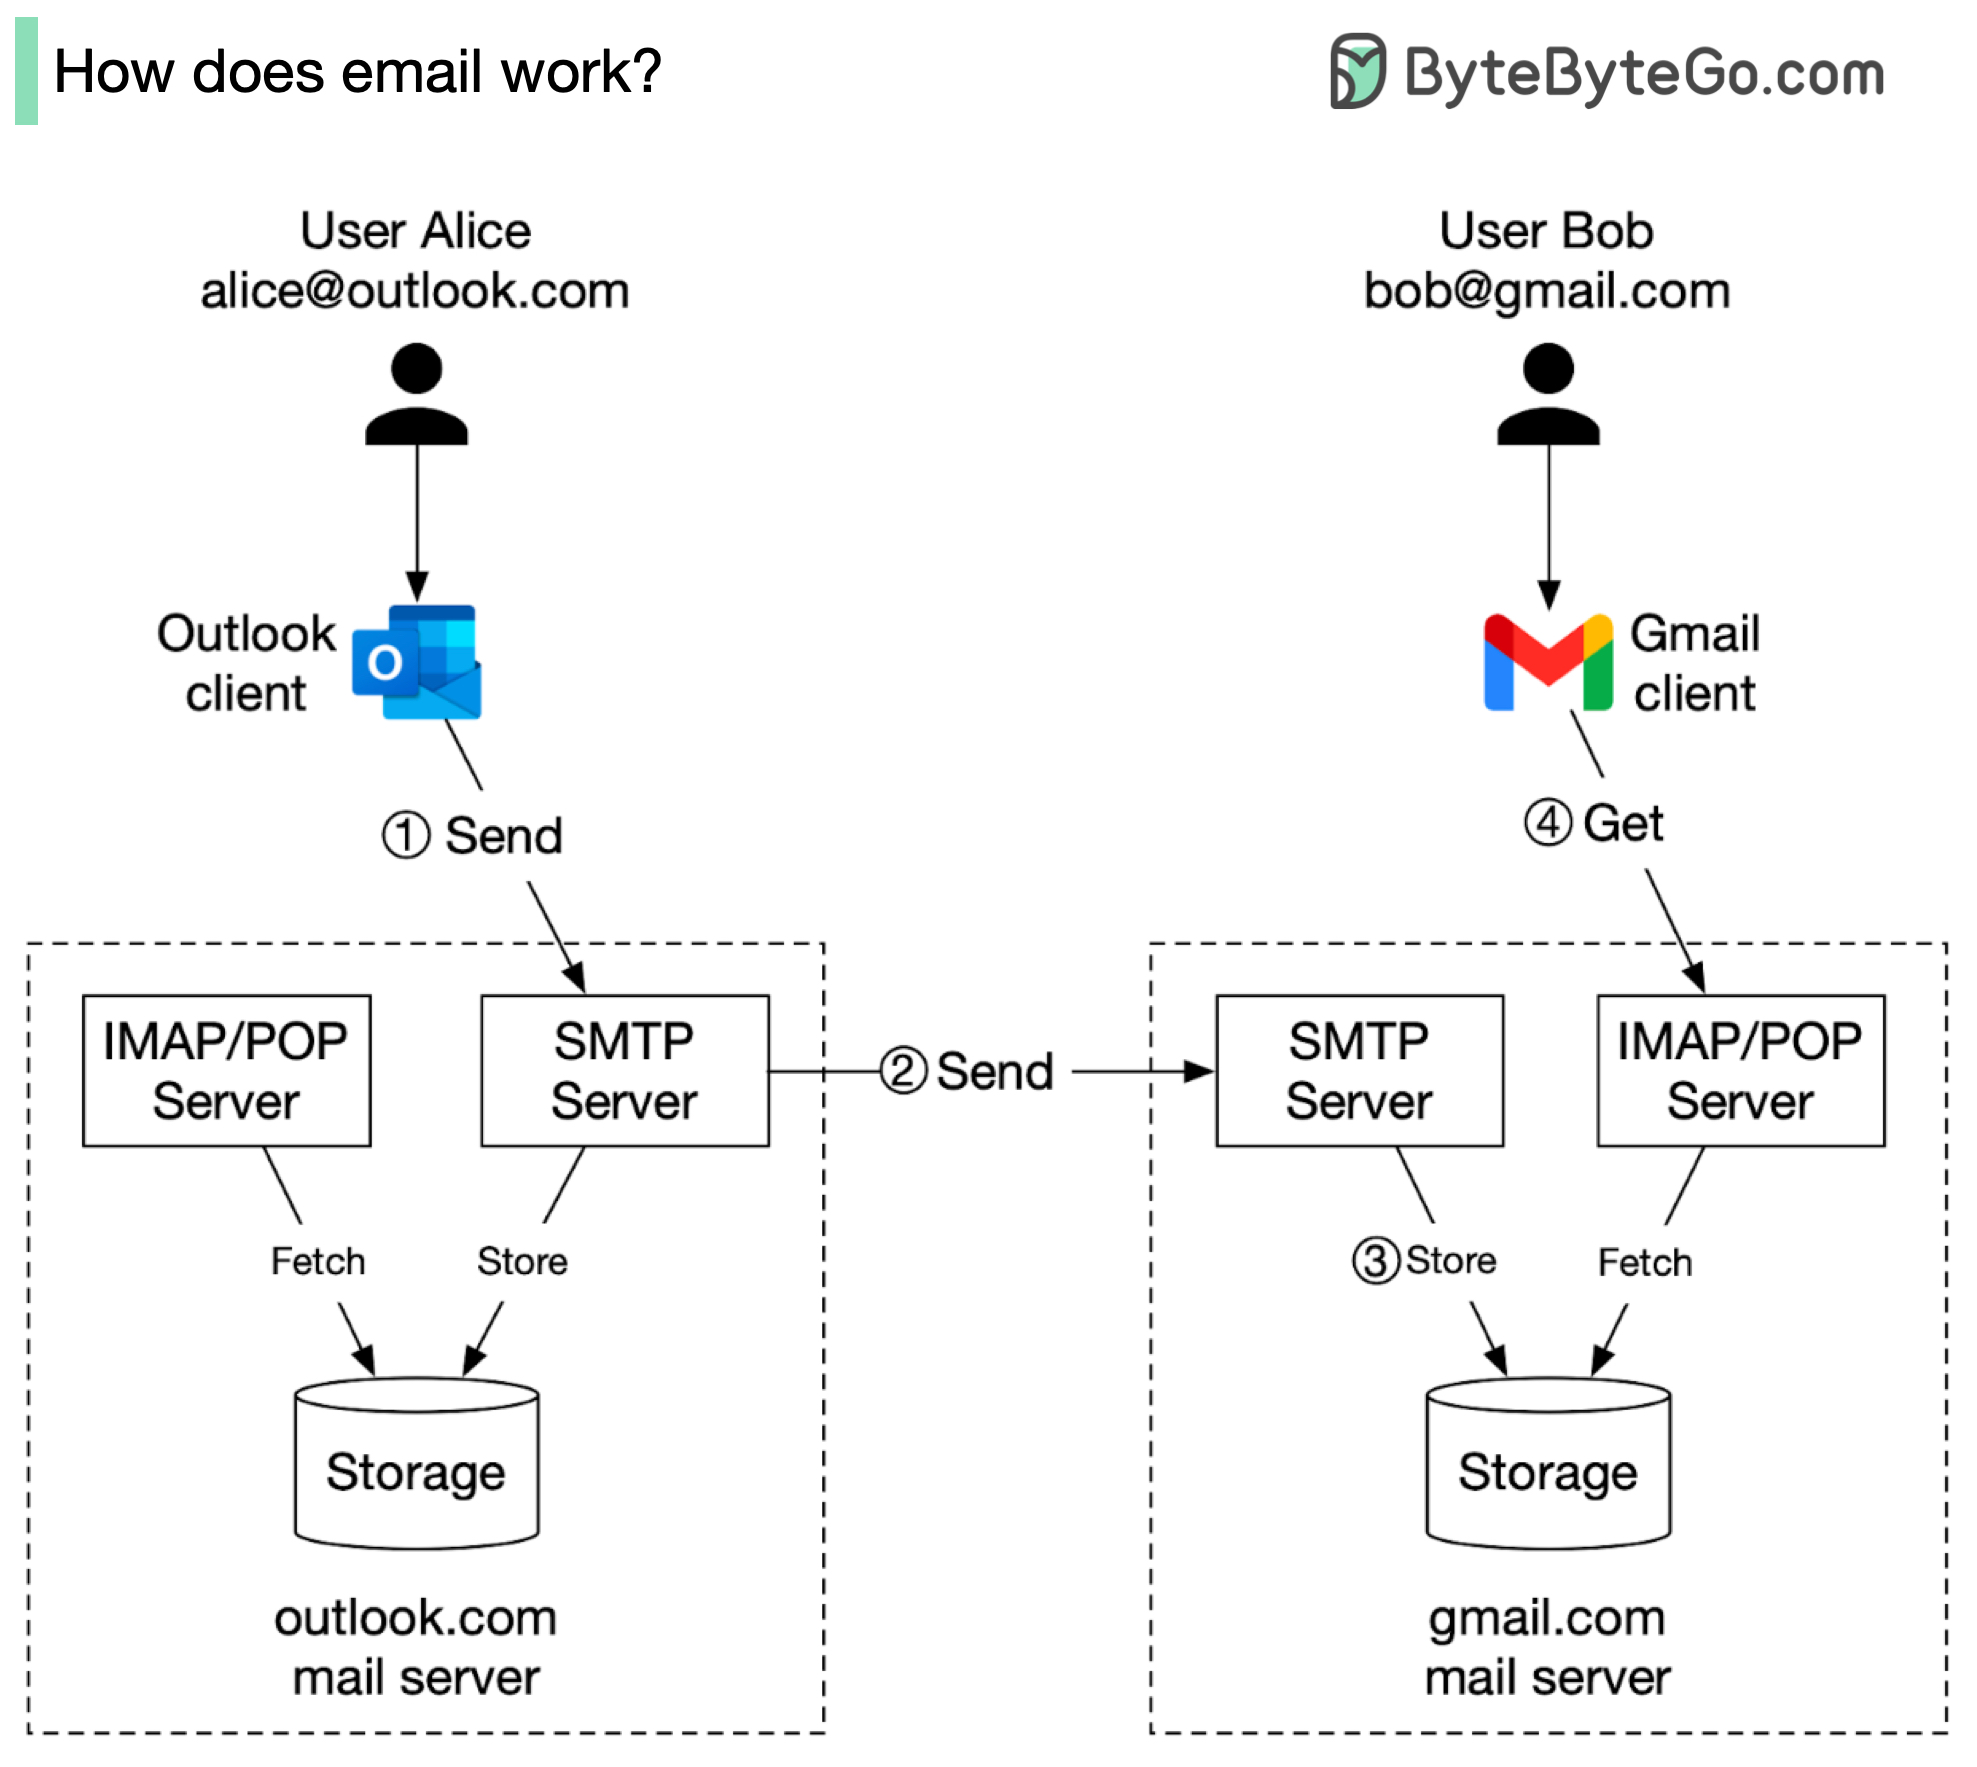 How does email work?
ByteByteGo.com
User Alice
alice@outlook.com
User Bob
bob@gmail.com
Outlook
client
Gmail
client
① Send
④ Get
IMAP/POP
Server
SMTP
Server
② Send
SMTP
Server
IMAP/POP
Server
Fetch
Store
③ Store
Fetch
Storage
Storage
outlook.com
mail server
gmail.com
mail server